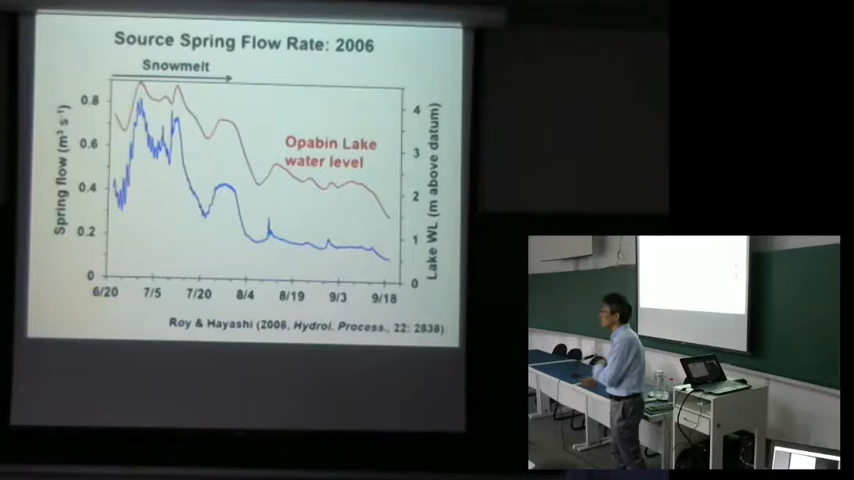 Source Spring Flow Rate: 2006
Snowmelt
0.8
0.6
0.4
0.2
0
Spring flow (m³ s⁻¹)
Opabin Lake
water level
4
3
2
1
0
Lake WL (m above datum)
6/20 7/5 7/20 8/4 8/19 9/3 9/18
Roy & Hayashi (2008, Hydrol. Process., 22: 2838)